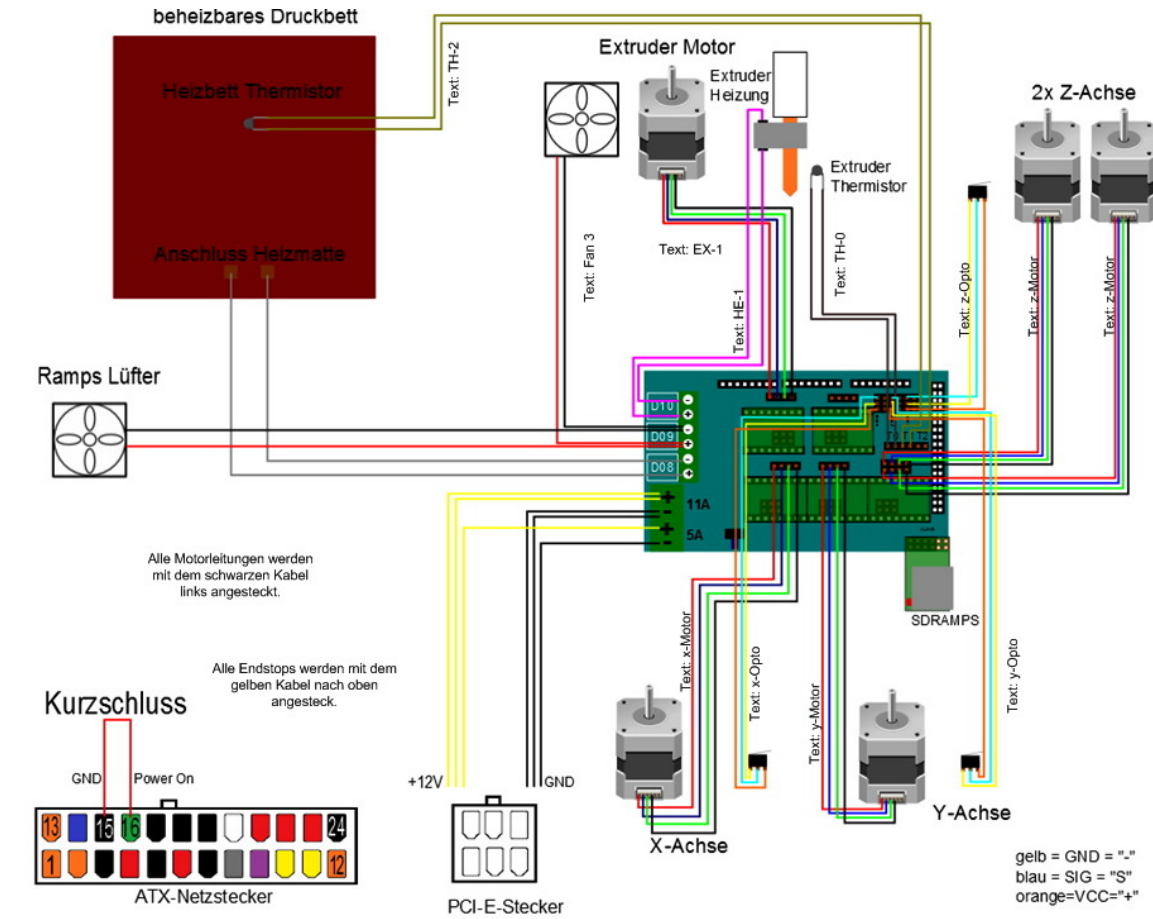 beheizbares Druckbett
Text: TH-2
Heizbett Thermistor
Anschluss Heizmatte
Extruder Motor
Extruder
Heizung
2x Z-Achse
Extruder
Thermistor
Text: Fan 3
Text: EX-1
Text: HE-1
Text: TH-0
Text: z-Opto
Text: z-Motor
Text: z-Motor
Ramps Lüfter
D10
D09
D08
11A
5A
Alle Motorleitungen werden
mit dem schwarzen Kabel
links angesteckt.
SDRAMPS
Text: x-Motor
Text: x-Opto
Text: y-Motor
Text: y-Opto
Alle Endstops werden mit dem
gelben Kabel nach oben
angesteck.
Kurzschluss
GND
Power On
+12V
GND
13
15
16
24
1
12
ATX-Netzstecker
PCI-E-Stecker
X-Achse
Y-Achse
gelb = GND = "-"
blau = SIG = "S"
orange=VCC="+"